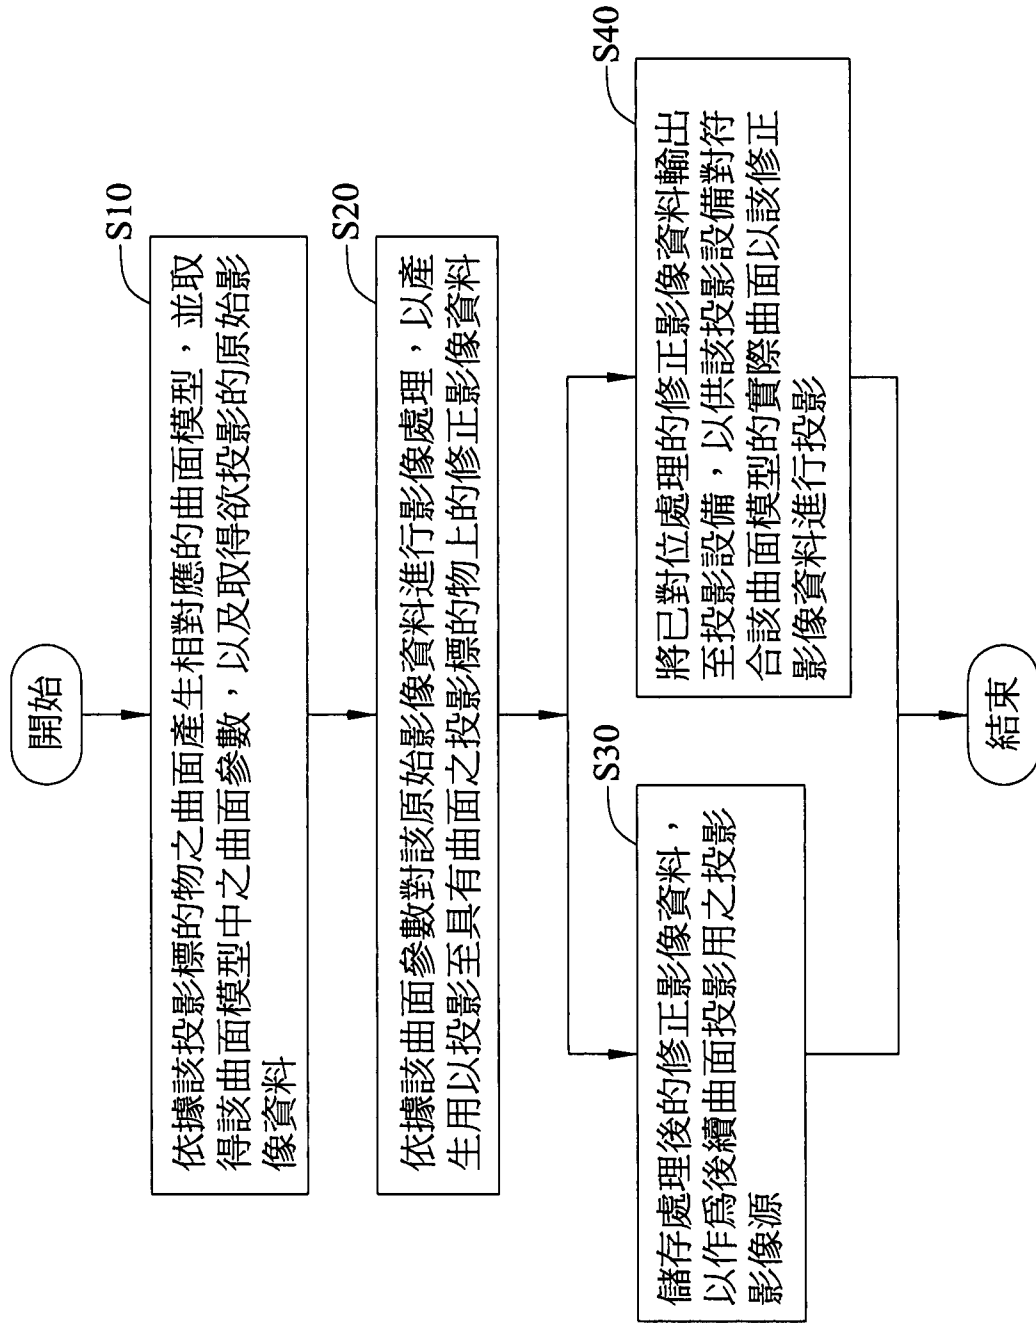 開始
S10
依據該投影標的物之曲面產生相對應的曲面模型，並取
得該曲面模型中之曲面參數，以及取得欲投影的原始影
像資料
S20
依據該曲面參數對該原始影像資料進行影像處理，以產
生用以投影至具有曲面之投影標的物上的修正影像資料
S30
儲存處理後的修正影像資料，
以作爲後續曲面投影用之投影
影像源
S40
將已對位處理的修正影像資料輸出
至投影設備，以供該投影設備對符
合該曲面模型的實際曲面以該修正
影像資料進行投影
結束